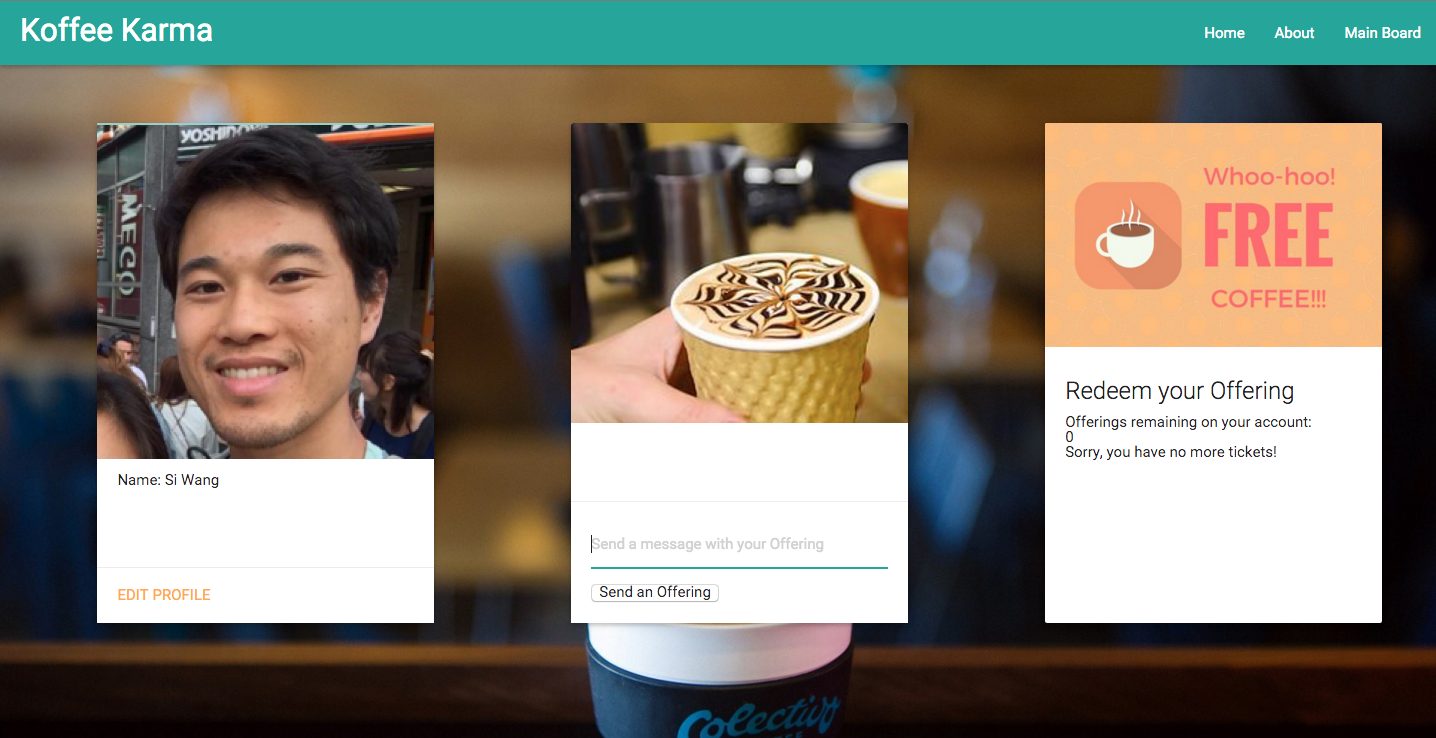 Koffee Karma
Home
About
Main Board
YOSHINOY
MEGO
Name: Si Wang
EDIT PROFILE
Send a message with your Offering
Send an Offering
Whoo-hoo!
FREE
COFFEE!!!
Redeem your Offering
Offerings remaining on your account:
0
Sorry, you have no more tickets!
Colectivo